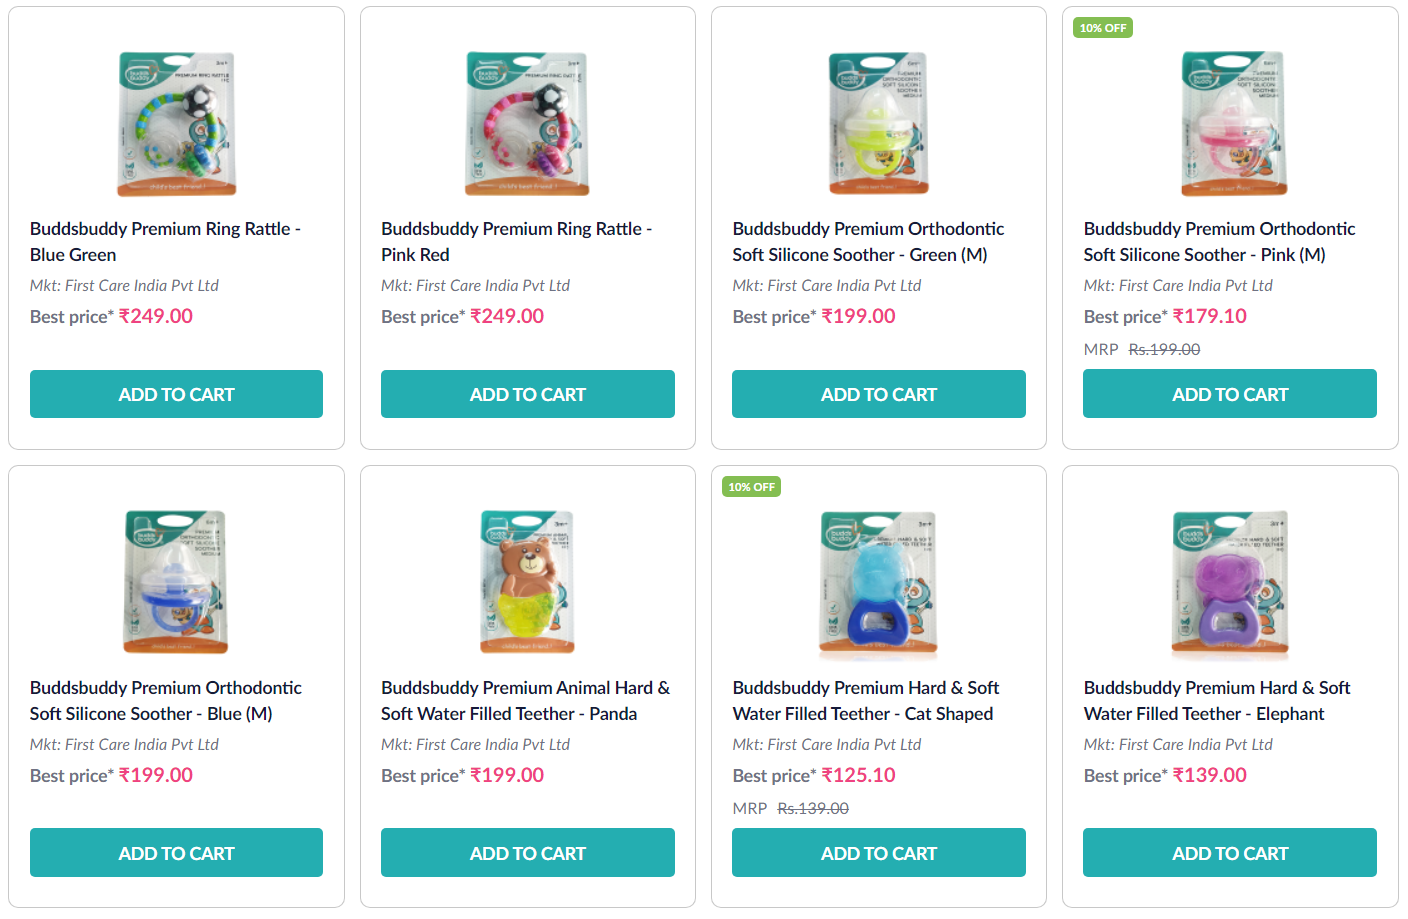 Buddsbuddy Premium Ring Rattle -
Blue Green
Mkt: First Care India Pvt Ltd
Best price* ₹249.00
ADD TO CART
Buddsbuddy Premium Ring Rattle -
Pink Red
Mkt: First Care India Pvt Ltd
Best price* ₹249.00
ADD TO CART
Buddsbuddy Premium Orthodontic
Soft Silicone Soother - Green (M)
Mkt: First Care India Pvt Ltd
Best price* ₹199.00
ADD TO CART
10% OFF
Buddsbuddy Premium Orthodontic
Soft Silicone Soother - Pink (M)
Mkt: First Care India Pvt Ltd
Best price* ₹179.10
MRP Rs.199.00
ADD TO CART
Buddsbuddy Premium Orthodontic
Soft Silicone Soother - Blue (M)
Mkt: First Care India Pvt Ltd
Best price* ₹199.00
ADD TO CART
Buddsbuddy Premium Animal Hard &
Soft Water Filled Teether - Panda
Mkt: First Care India Pvt Ltd
Best price* ₹199.00
ADD TO CART
10% OFF
Buddsbuddy Premium Hard & Soft
Water Filled Teether - Cat Shaped
Mkt: First Care India Pvt Ltd
Best price* ₹125.10
MRP Rs.139.00
ADD TO CART
Buddsbuddy Premium Hard & Soft
Water Filled Teether - Elephant
Mkt: First Care India Pvt Ltd
Best price* ₹139.00
ADD TO CART